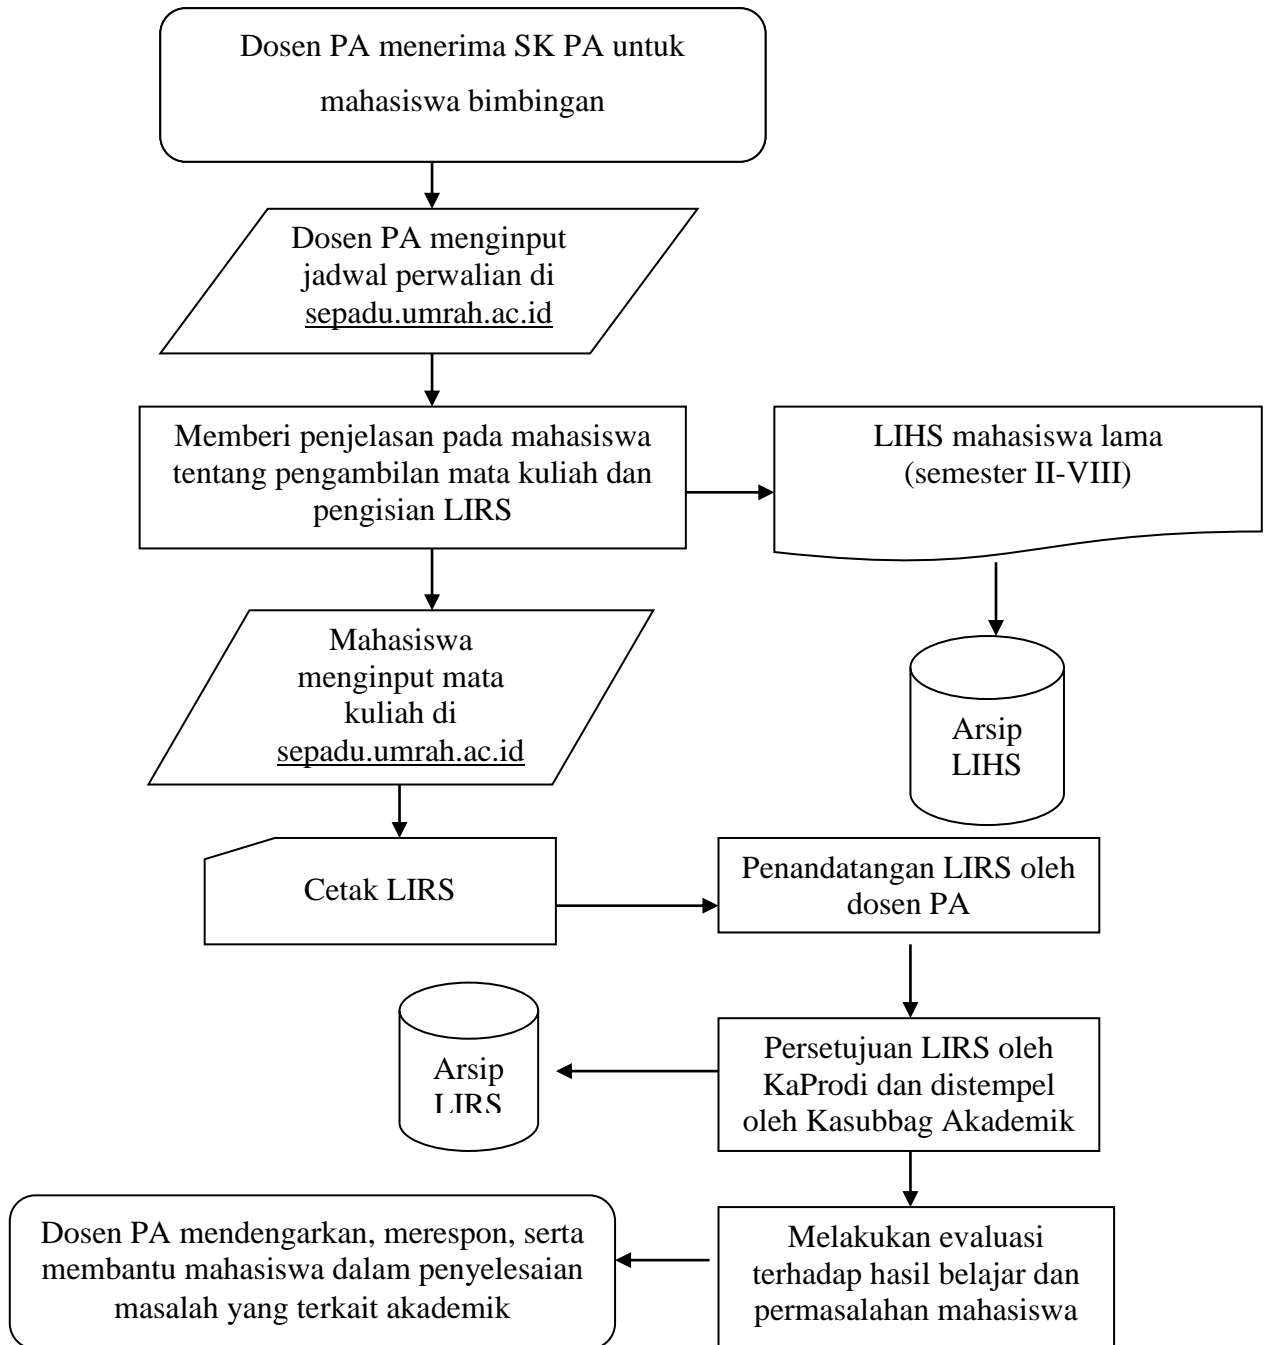 Dosen PA menerima SK PA untuk
mahasiswa bimbingan
Dosen PA menginput
jadwal perwalian di
sepadu.umrah.ac.id
Memberi penjelasan pada mahasiswa
tentang pengambilan mata kuliah dan
pengisian LIRS
LIHS mahasiswa lama
(semester II-VIII)
Mahasiswa
menginput mata
kuliah di
sepadu.umrah.ac.id
Arsip
LIHS
Cetak LIRS
Penandatangan LIRS oleh
dosen PA
Arsip
LIRS
Persetujuan LIRS oleh
KaProdi dan distempel
oleh Kasubbag Akademik
Dosen PA mendengarkan, merespon, serta
membantu mahasiswa dalam penyelesaian
masalah yang terkait akademik
Melakukan evaluasi
terhadap hasil belajar dan
permasalahan mahasiswa